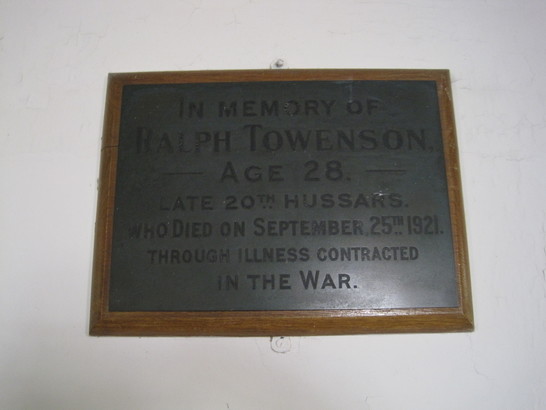 IN MEMORY OF
RALPH TOWENSON,
— AGE 28. —
LATE 20TH HUSSARS.
WHO DIED ON SEPTEMBER, 25TH 1921.
THROUGH ILLNESS CONTRACTED
IN THE WAR.